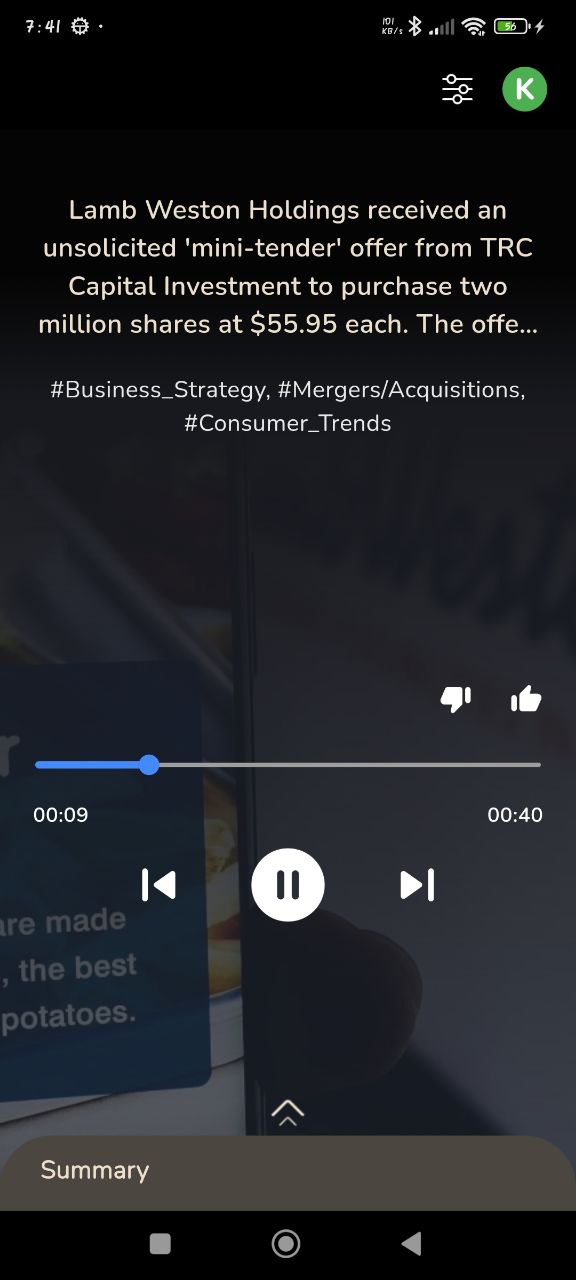 7:41
101
KB/s
56
K
Lamb Weston Holdings received an
unsolicited 'mini-tender' offer from TRC
Capital Investment to purchase two
million shares at $55.95 each. The offe...
#Business_Strategy, #Mergers/Acquisitions,
#Consumer_Trends
r
00:09
00:40
are made
, the best
potatoes.
Summary